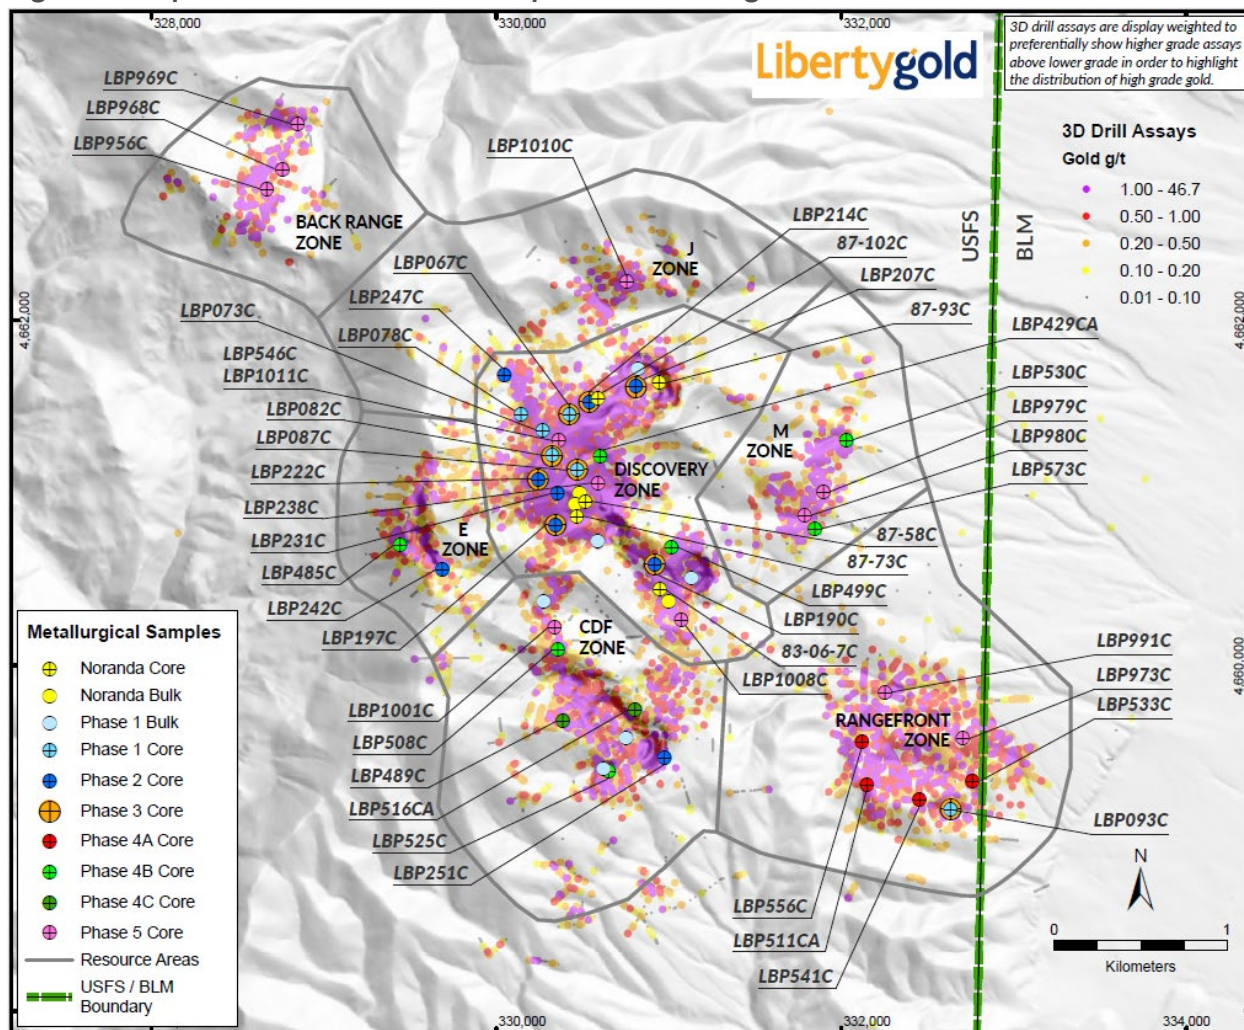 328,000
330,000
332,000
Libertygold
3D drill assays are display weighted to
preferentially show higher grade assays
above lower grade in order to highlight
the distribution of high grade gold.
3D Drill Assays
Gold g/t
1.00 - 46.7
0.50 - 1.00
0.20 - 0.50
0.10 - 0.20
0.01 - 0.10
USFS
BLM
LBP969C
LBP968C
LBP956C
BACK RANGE
ZONE
LBP1010C
J
ZONE
LBP214C
87-102C
LBP207C
87-93C
LBP429CA
LBP530C
LBP979C
LBP980C
LBP573C
LBP067C
LBP247C
LBP073C
LBP078C
LBP546C
LBP1011C
LBP082C
LBP087C
LBP222C
LBP238C
LBP231C
LBP485C
LBP242C
LBP197C
4,662,000
4,662,000
M
ZONE
DISCOVERY
ZONE
E
ZONE
87-58C
87-73C
LBP499C
LBP190C
83-06-7C
LBP1008C
CDF
ZONE
LBP991C
LBP973C
LBP533C
RANGEFRONT
ZONE
LBP093C
4,660,000
LBP1001C
LBP508C
LBP489C
LBP516CA
LBP525C
LBP251C
LBP556C
LBP511CA
LBP541C
Metallurgical Samples
Noranda Core
Noranda Bulk
Phase 1 Bulk
Phase 1 Core
Phase 2 Core
Phase 3 Core
Phase 4A Core
Phase 4B Core
Phase 4C Core
Phase 5 Core
Resource Areas
USFS / BLM
Boundary
N
0
1
Kilometers
330,000
332,000
334,000